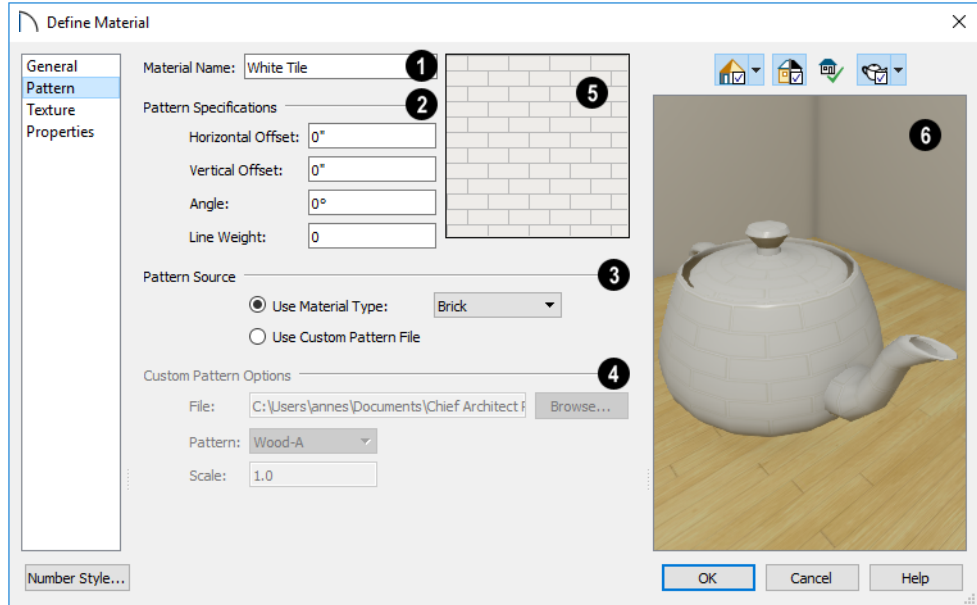 Define Material
General
Pattern
Texture
Properties
Material Name: White Tile 1
Pattern Specifications 2
Horizontal Offset: 0"
Vertical Offset: 0"
Angle: 0°
Line Weight: 0
5
6
Pattern Source 3
Use Material Type: Brick
Use Custom Pattern File
Custom Pattern Options 4
File: C:\Users\annes\Documents\Chief Architect Browse...
Pattern: Wood-A
Scale: 1.0
Number Style... OK Cancel Help